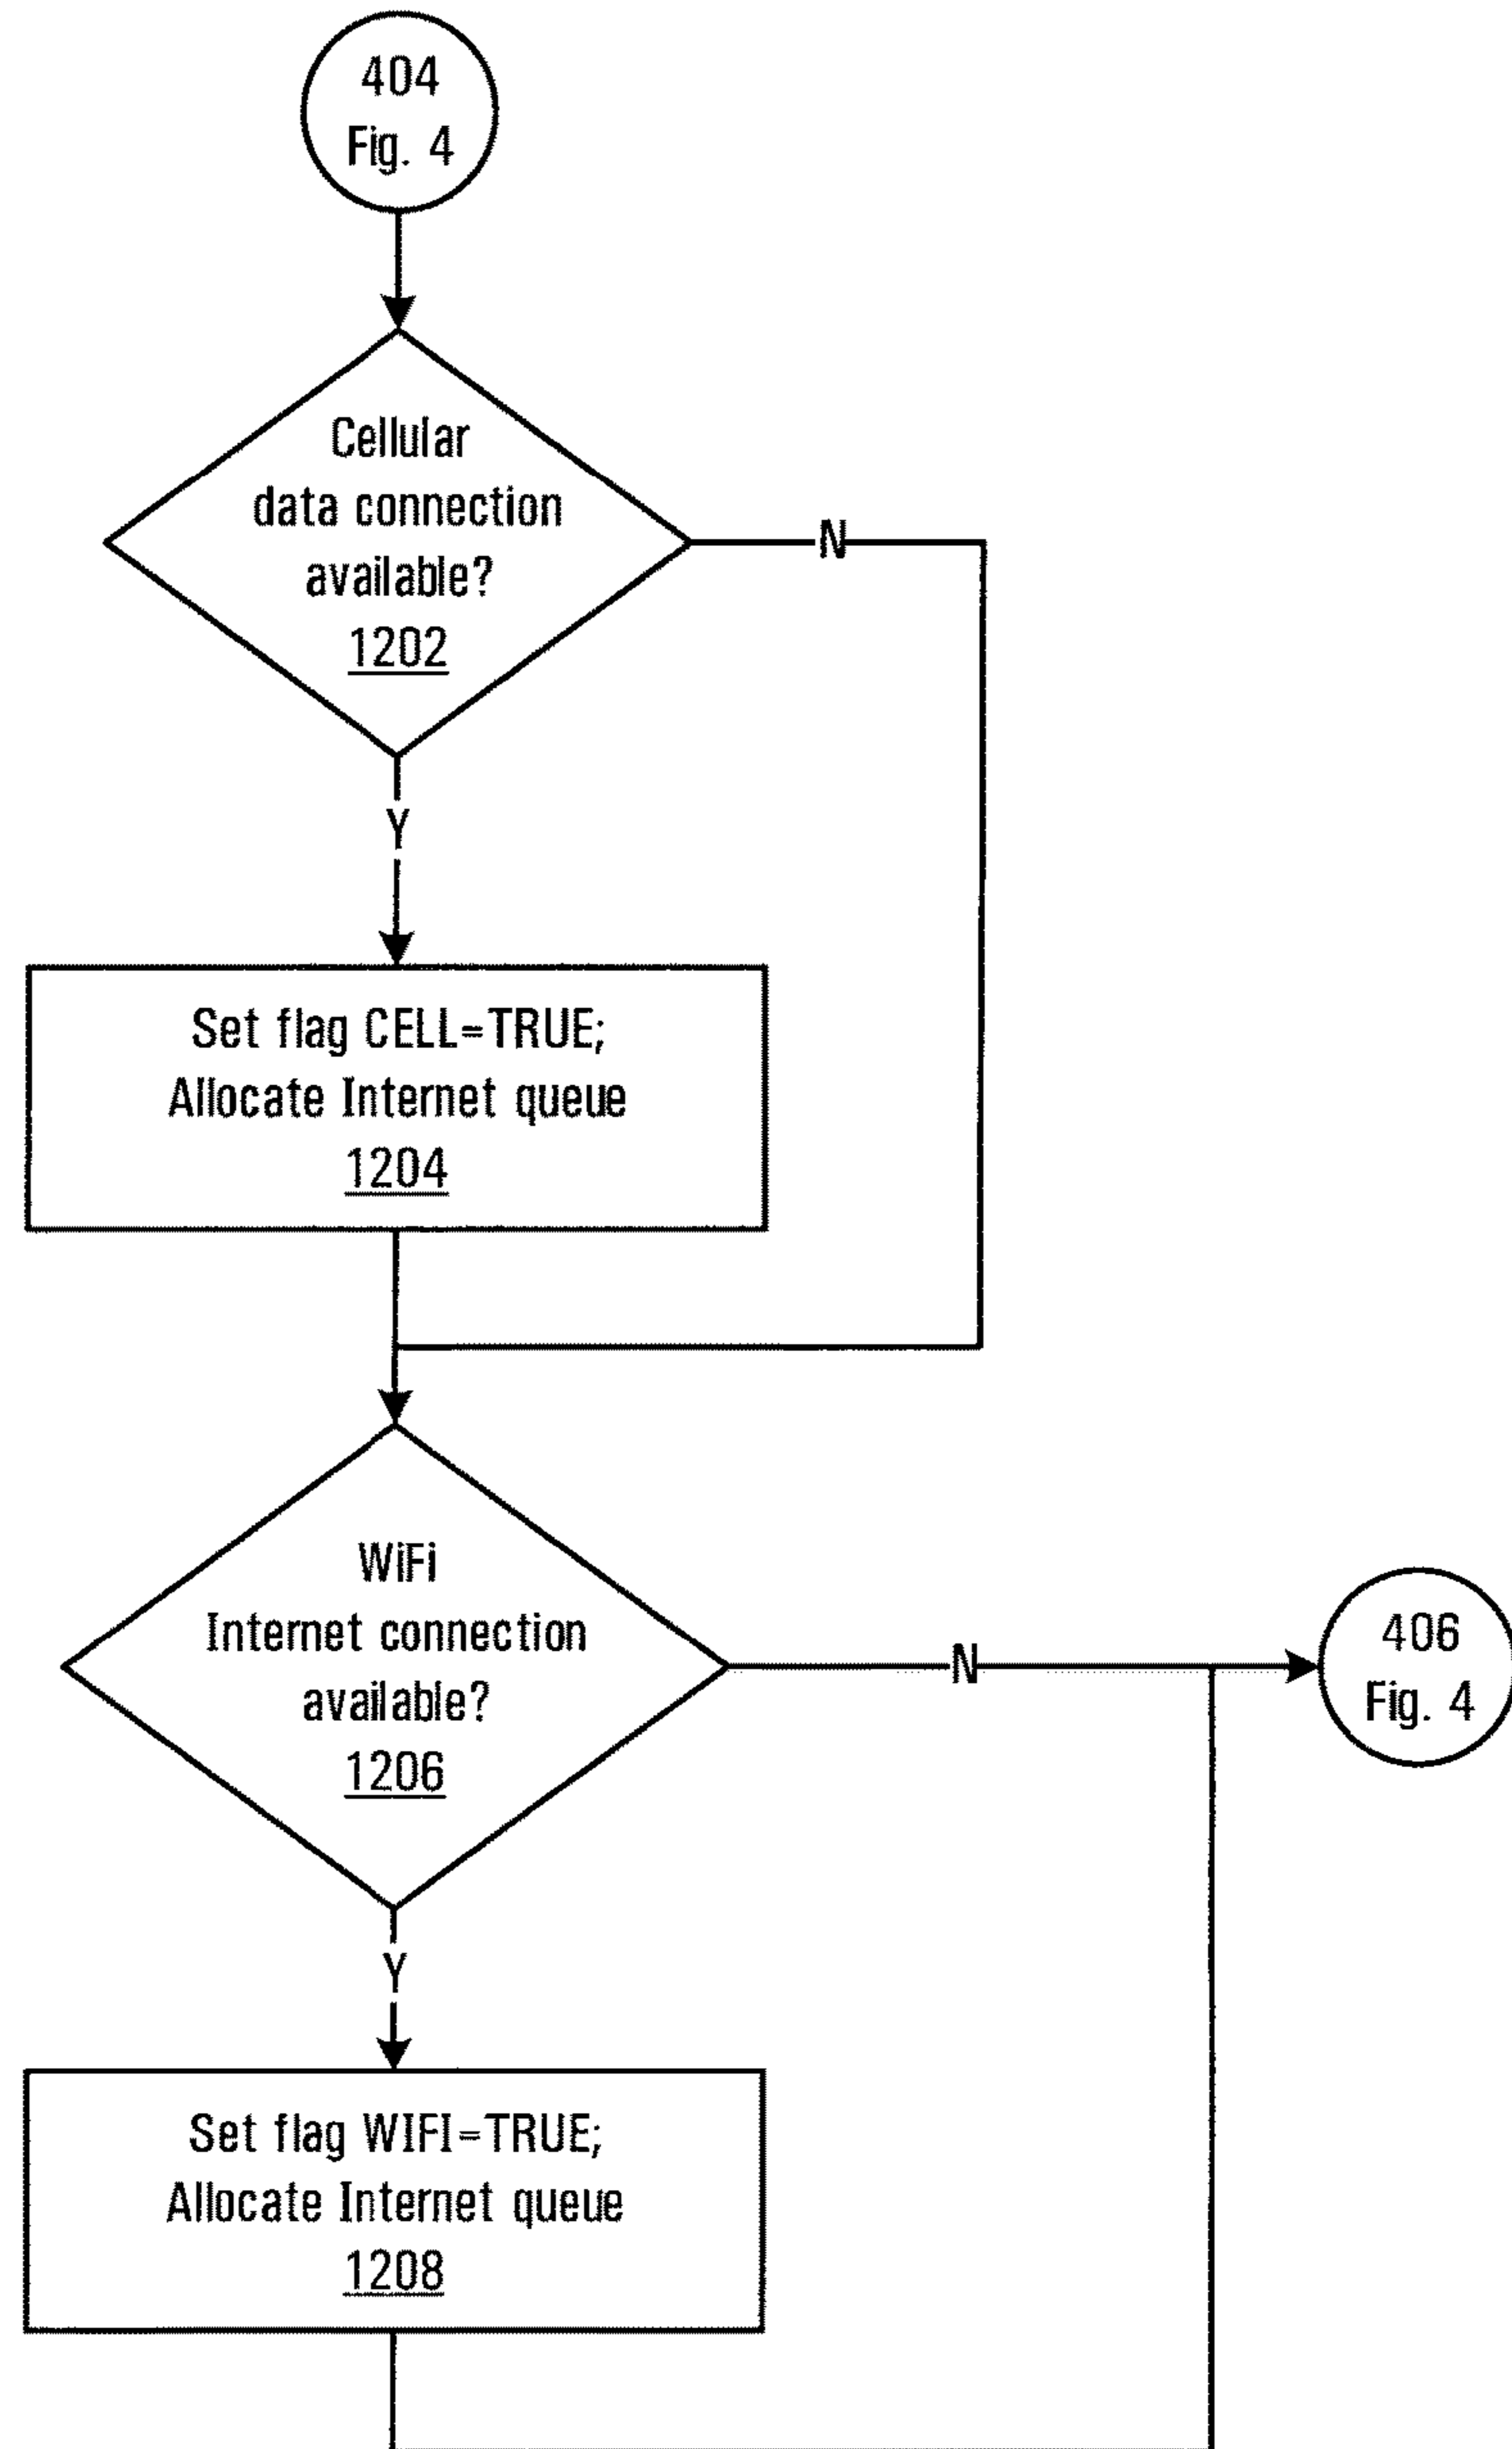 404
Fig. 4
Cellular
data connection
available?
1202
N
Y
Set flag CELL=TRUE;
Allocate Internet queue
1204
WiFi
Internet connection
available?
1206
N
406
Fig. 4
Y
Set flag WIFI=TRUE;
Allocate Internet queue
1208